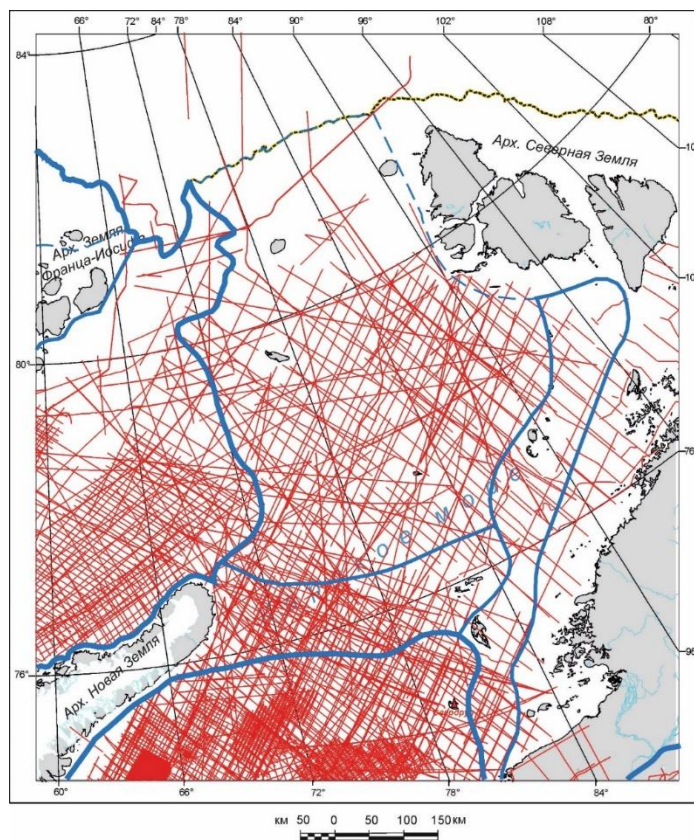 66° 72° 84° 78° 84° 90° 96° 102° 108° 80°
84°
Арх. Северная Земля
Арх. Земля
Франца-Иосифа
80°
76°
Арх. Новая Земля
76°
60° 66° 72° 78° 84°
км 50 0 50 100 150 км